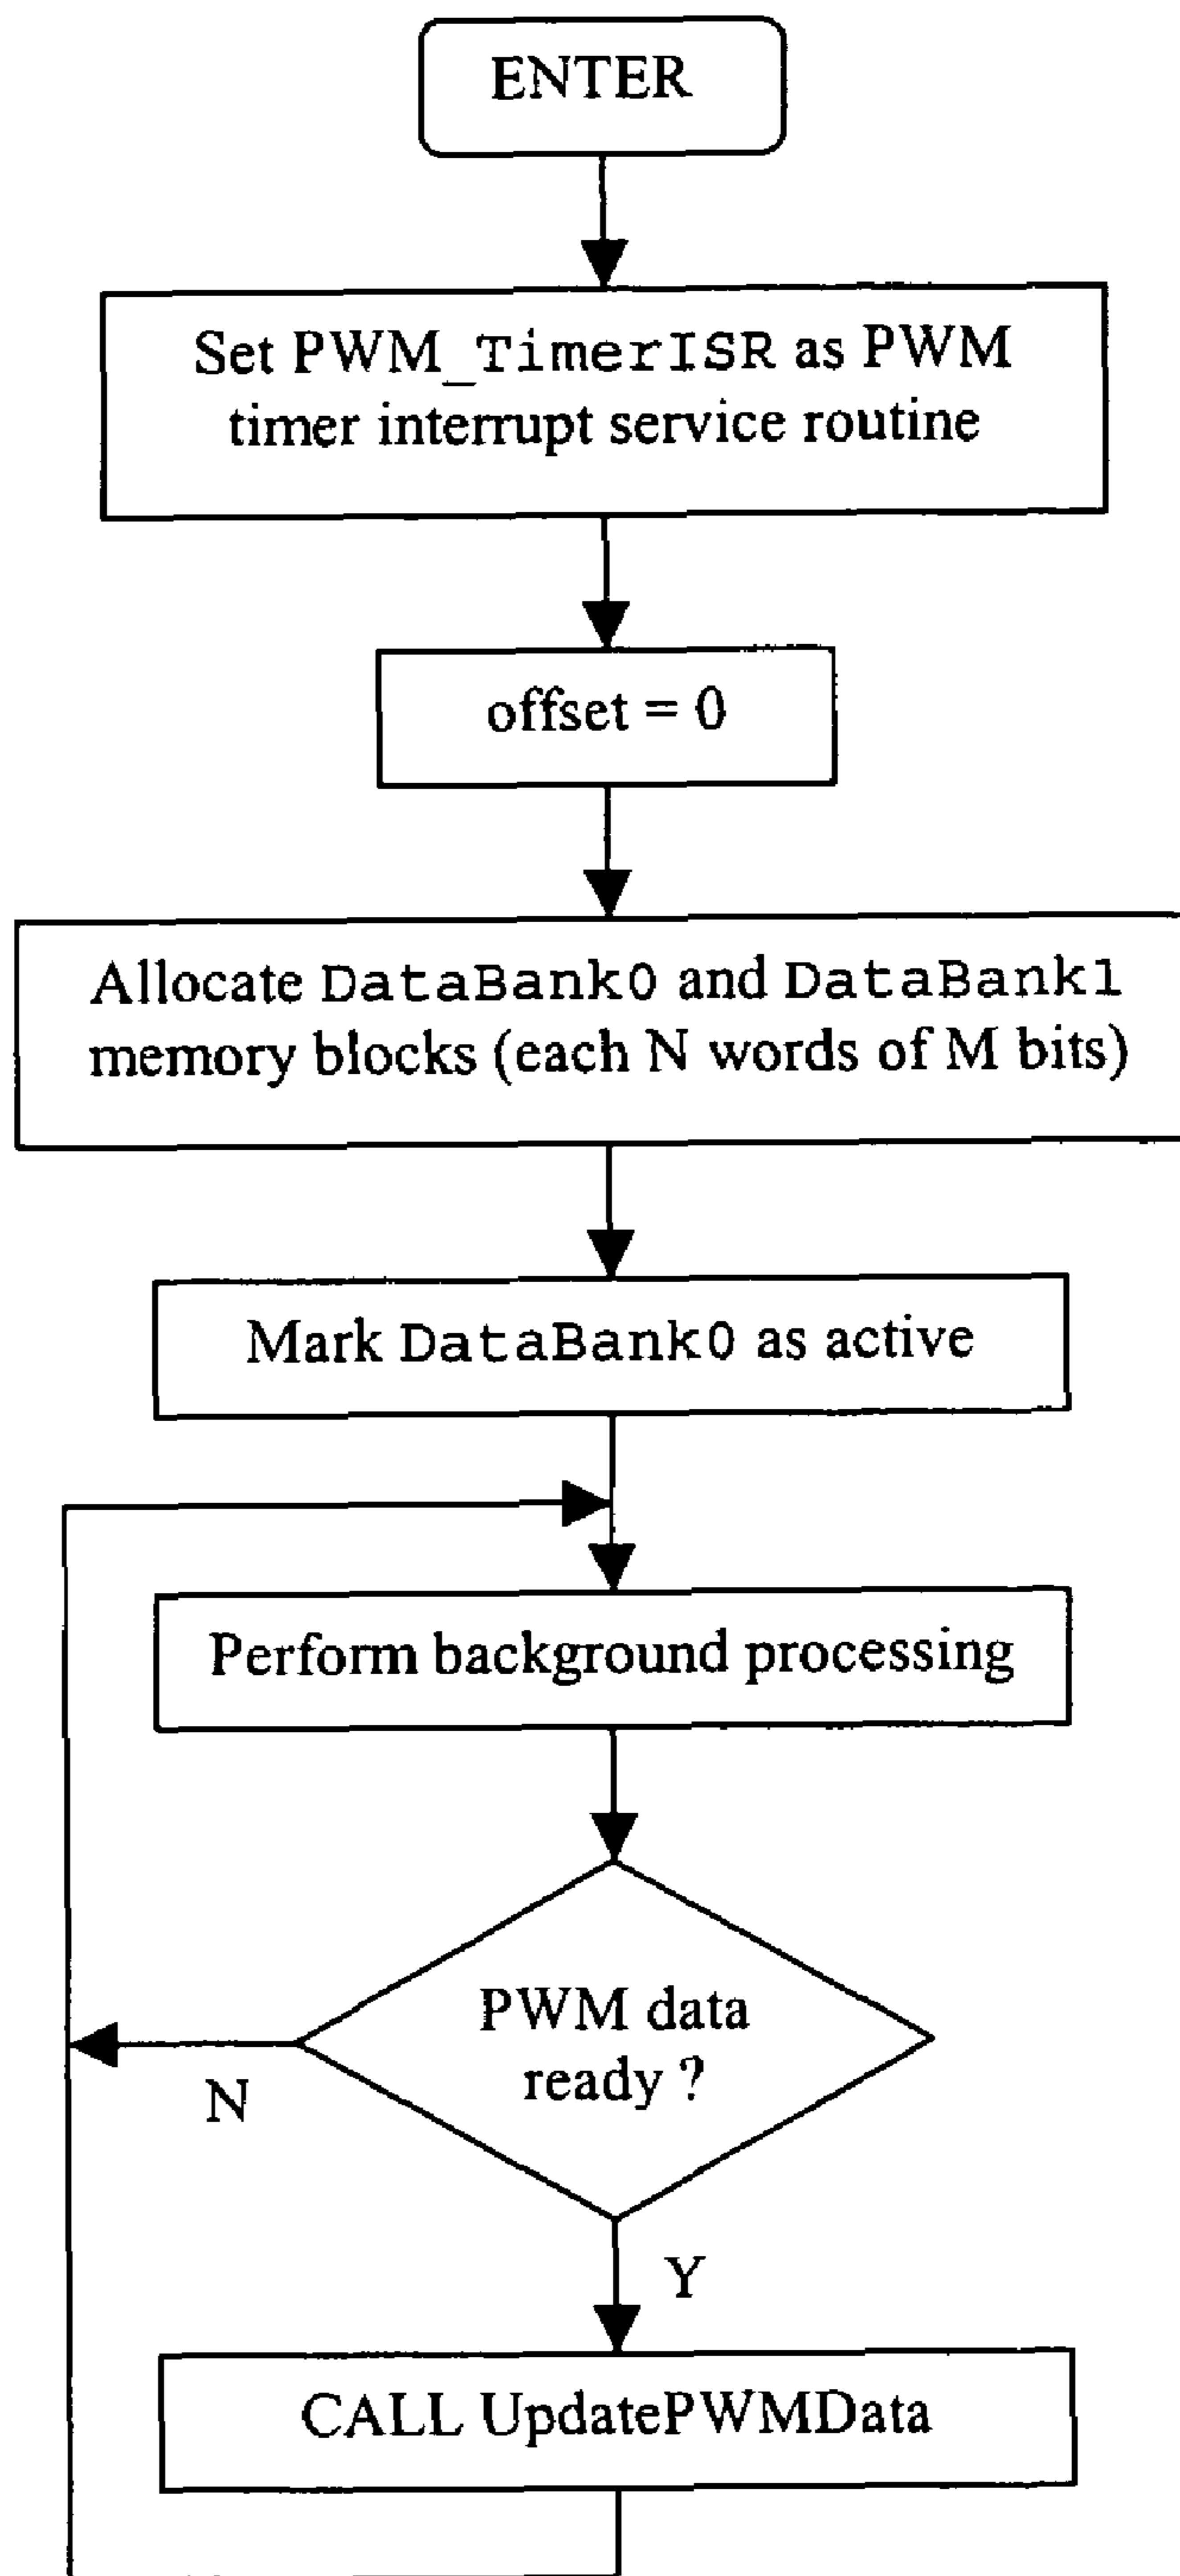 ENTER
Set PWM_TimerISR as PWM
timer interrupt service routine
offset = 0
Allocate DataBank0 and DataBank1
memory blocks (each N words of M bits)
Mark DataBank0 as active
Perform background processing
PWM data
ready ?
N
Y
CALL UpdatePWMData